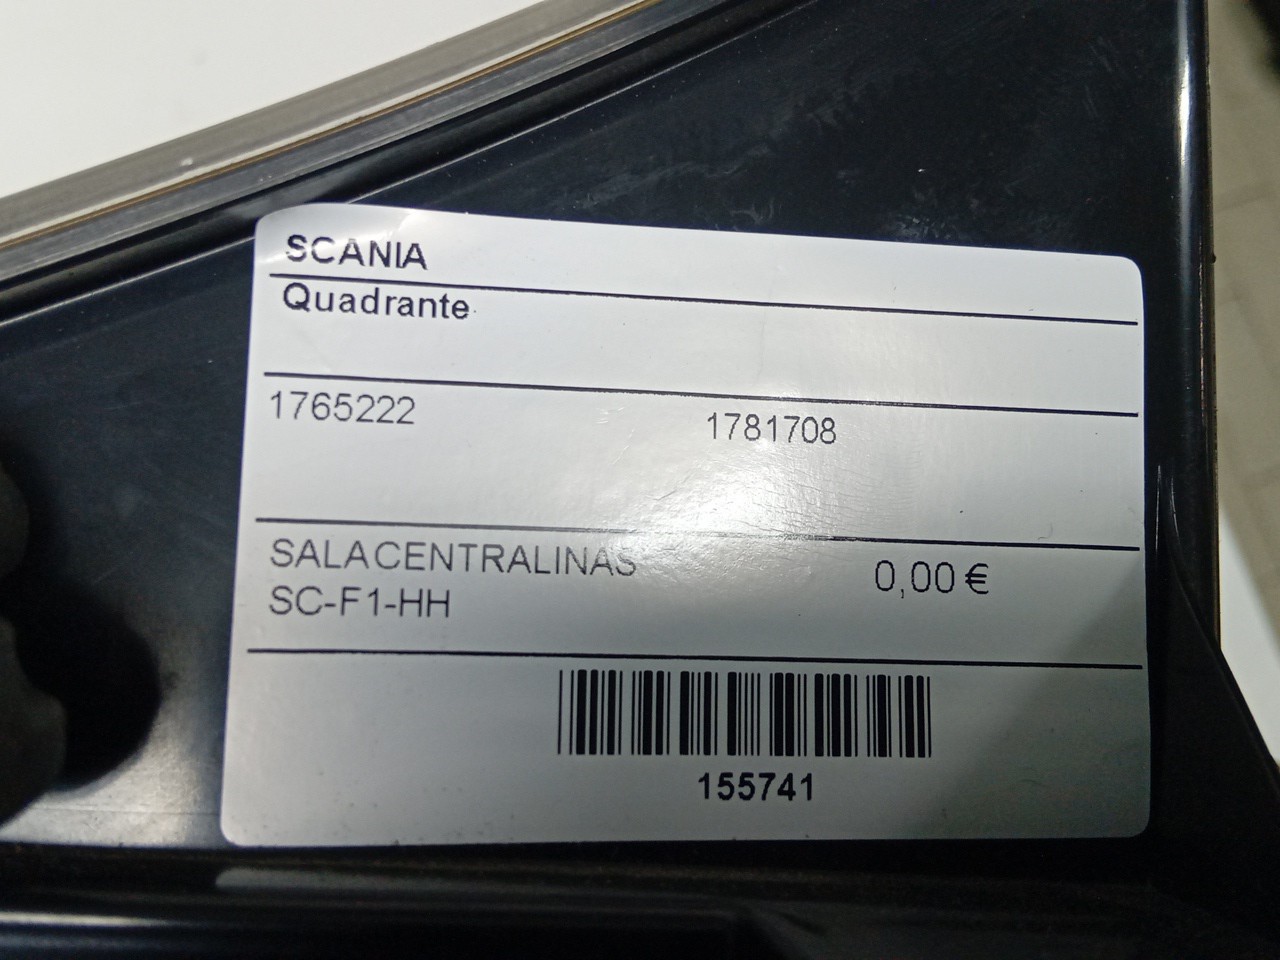 SCANIA
Quadrante
1765222 1781708
SALACENTRALINAS 0,00 €
SC-F1-HH
155741